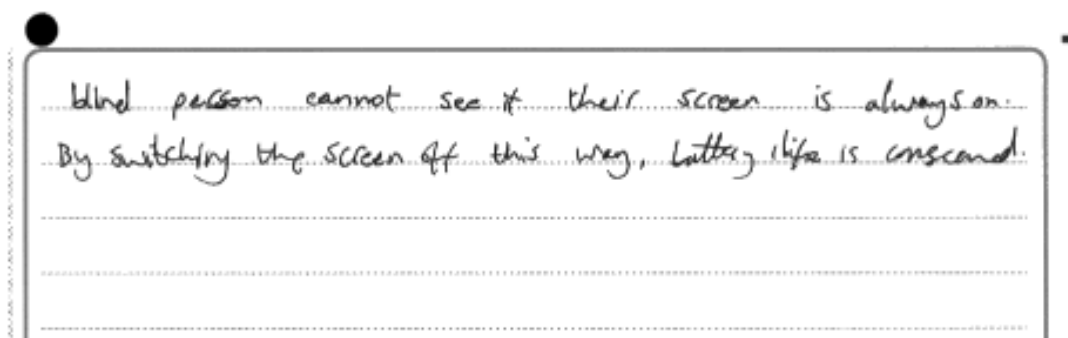 blind person cannot see if their screen is always on.
By switching the screen off this way, battery life is conserved.